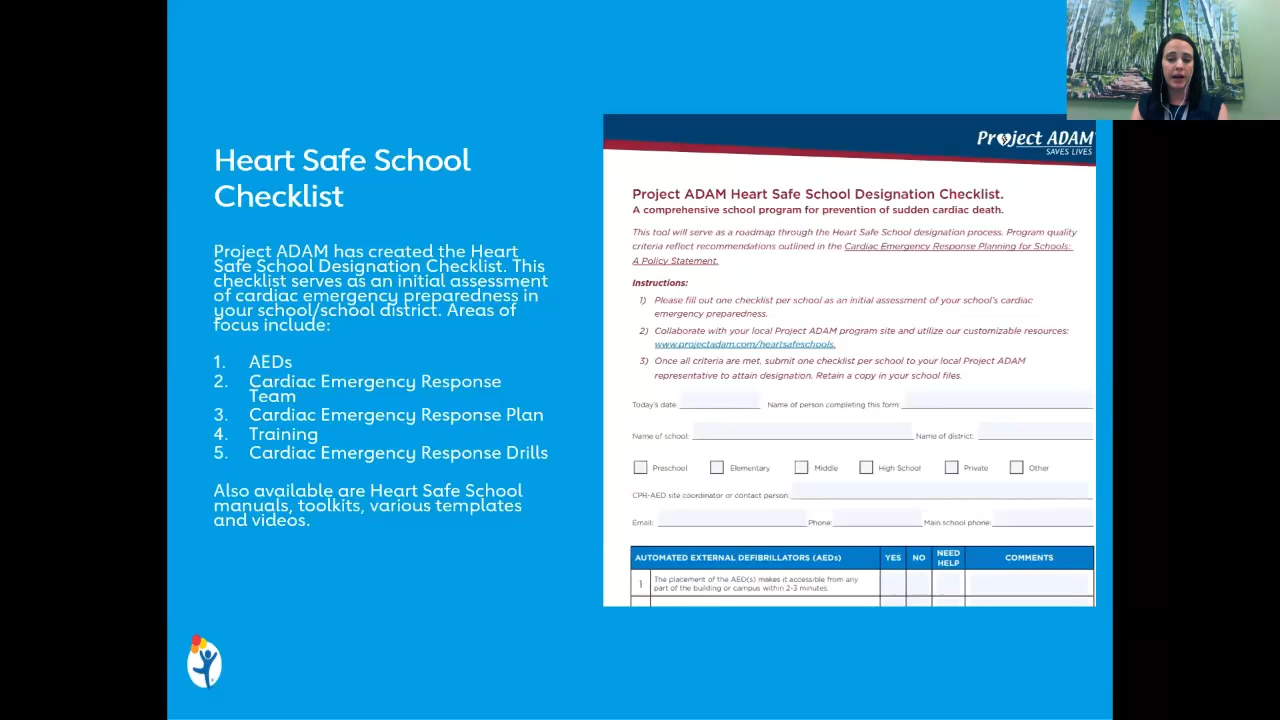 Heart Safe School
Checklist
Project ADAM has created the Heart
Safe School Designation Checklist. This
checklist serves as an initial assessment
of cardiac emergency preparedness in
your school/school district. Areas of
focus include:
1. AEDs
2. Cardiac Emergency Response
Team
3. Cardiac Emergency Response Plan
4. Training
5. Cardiac Emergency Response Drills
Also available are Heart Safe School
manuals, toolkits, various templates
and videos.
Project ADAM
SAVES LIVES
Project ADAM Heart Safe School Designation Checklist.
A comprehensive school program for prevention of sudden cardiac death.
This tool will serve as a roadmap through the Heart Safe School designation process. Program quality
criteria reflect recommendations outlined in the Cardiac Emergency Response Planning for Schools:
A Policy Statement.
Instructions:
1) Please fill out one checklist per school as an initial assessment of your school's cardiac
emergency preparedness.
2) Collaborate with your local Project ADAM program site and utilize our customizable resources:
www.projectadam.com/heartsafeschools.
3) Once all criteria are met, submit one checklist per school to your local Project ADAM
representative to attain designation. Retain a copy in your school files.
Today's date: Name of person completing this form:
Name of school: Name of district:
Preschool Elementary Middle High School Private Other
CPR-AED site coordinator or contact person:
Email: Phone: Main school phone:
AUTOMATED EXTERNAL DEFIBRILLATORS (AEDs) YES NO NEED HELP COMMENTS
1 The placement of the AED(s) makes it accessible from any
part of the building or campus within 2-3 minutes.